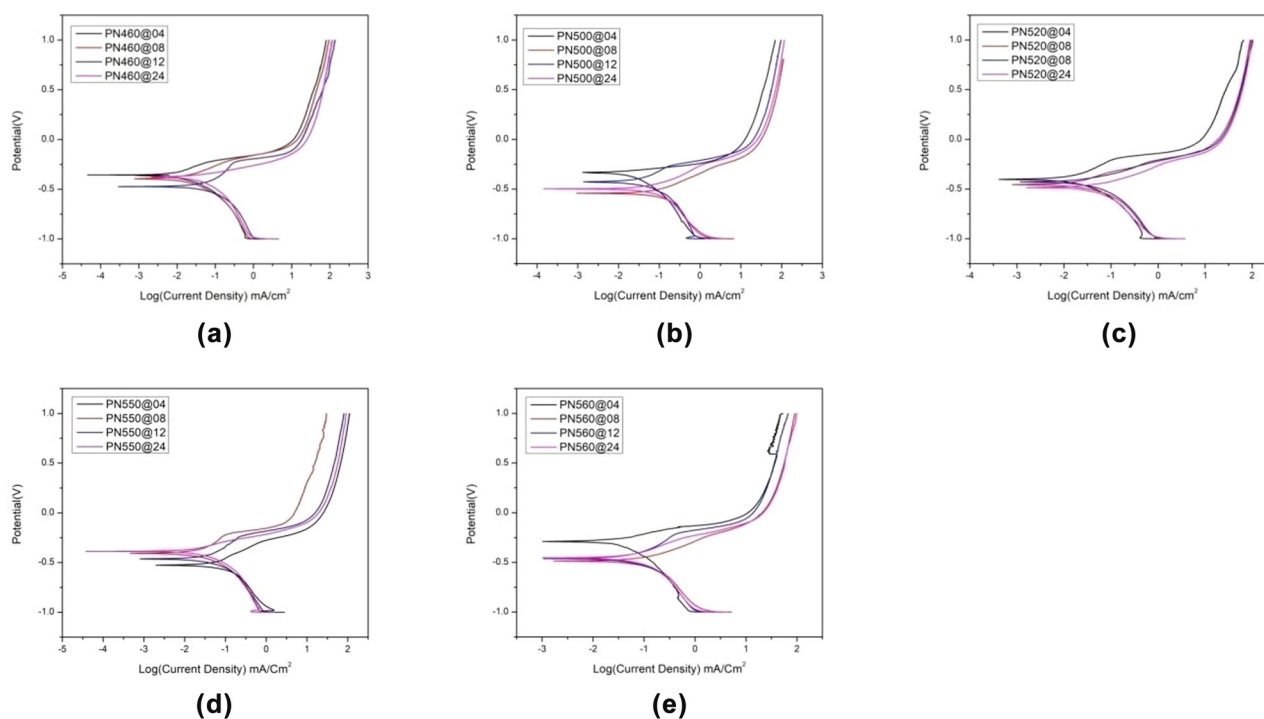 1.0
0.5
0.0
-0.5
-1.0
Potential(V)
PN460@04
PN460@08
PN460@12
PN460@24
-5 -4 -3 -2 -1 0 1 2 3
Log(Current Density) mA/cm²
(a)
1.0
0.5
0.0
-0.5
-1.0
Potential(V)
PN500@04
PN500@08
PN500@12
PN500@24
-4 -3 -2 -1 0 1 2 3
Log(Current Density) mA/cm²
(b)
1.0
0.5
0.0
-0.5
-1.0
Potential(V)
PN520@04
PN520@08
PN520@08
PN520@24
-4 -3 -2 -1 0 1 2
Log(Current Density) mA/cm²
(c)
1.0
0.5
0.0
-0.5
-1.0
Potential(V)
PN550@04
PN550@08
PN550@12
PN550@24
-5 -4 -3 -2 -1 0 1 2
Log(Current Density) mA/Cm²
(d)
1.0
0.5
0.0
-0.5
-1.0
Potential(V)
PN560@04
PN560@08
PN560@12
PN560@24
-3 -2 -1 0 1 2
Log(Current Density) mA/Cm²
(e)